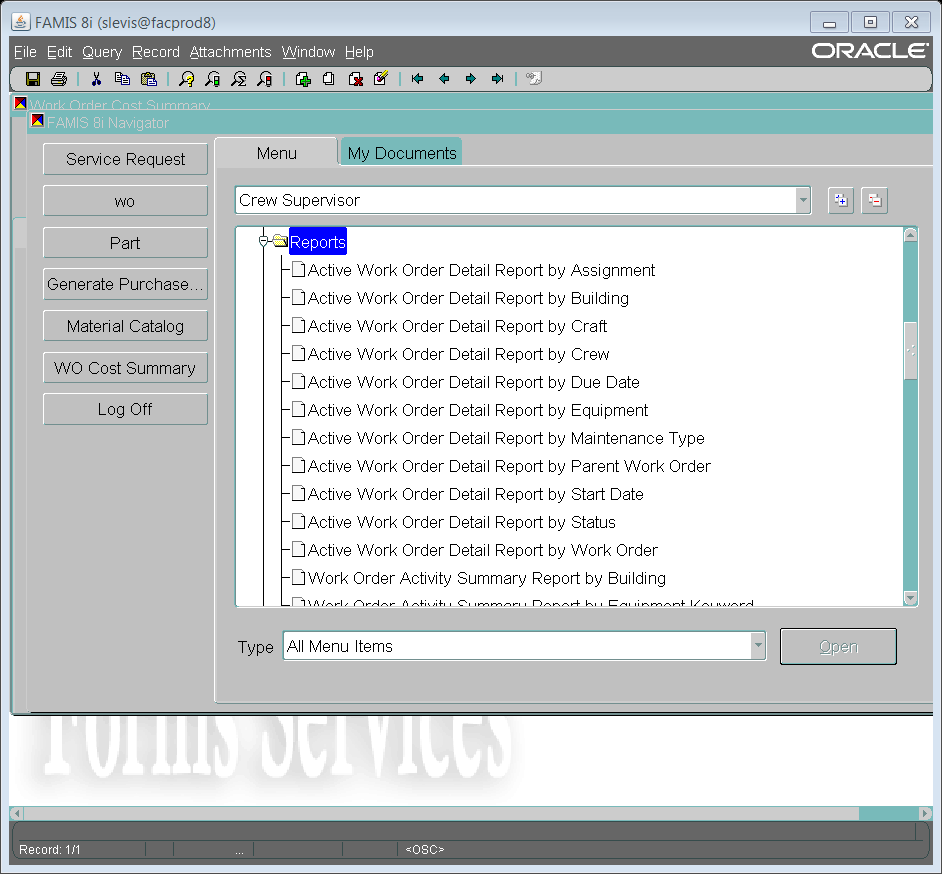 FAMIS 8i (slevis@facprod8)
File Edit Query Record Attachments Window Help
ORACLE
Work Order Cost Summary
FAMIS 8i Navigator
Service Request
wo
Part
Generate Purchase...
Material Catalog
WO Cost Summary
Log Off
Menu My Documents
Crew Supervisor
Reports
Active Work Order Detail Report by Assignment
Active Work Order Detail Report by Building
Active Work Order Detail Report by Craft
Active Work Order Detail Report by Crew
Active Work Order Detail Report by Due Date
Active Work Order Detail Report by Equipment
Active Work Order Detail Report by Maintenance Type
Active Work Order Detail Report by Parent Work Order
Active Work Order Detail Report by Start Date
Active Work Order Detail Report by Status
Active Work Order Detail Report by Work Order
Work Order Activity Summary Report by Building
Work Order Activity Summary Report by Equipment Keyword
Type All Menu Items Open
Forms Services
Record: 1/1 ... <OSC>